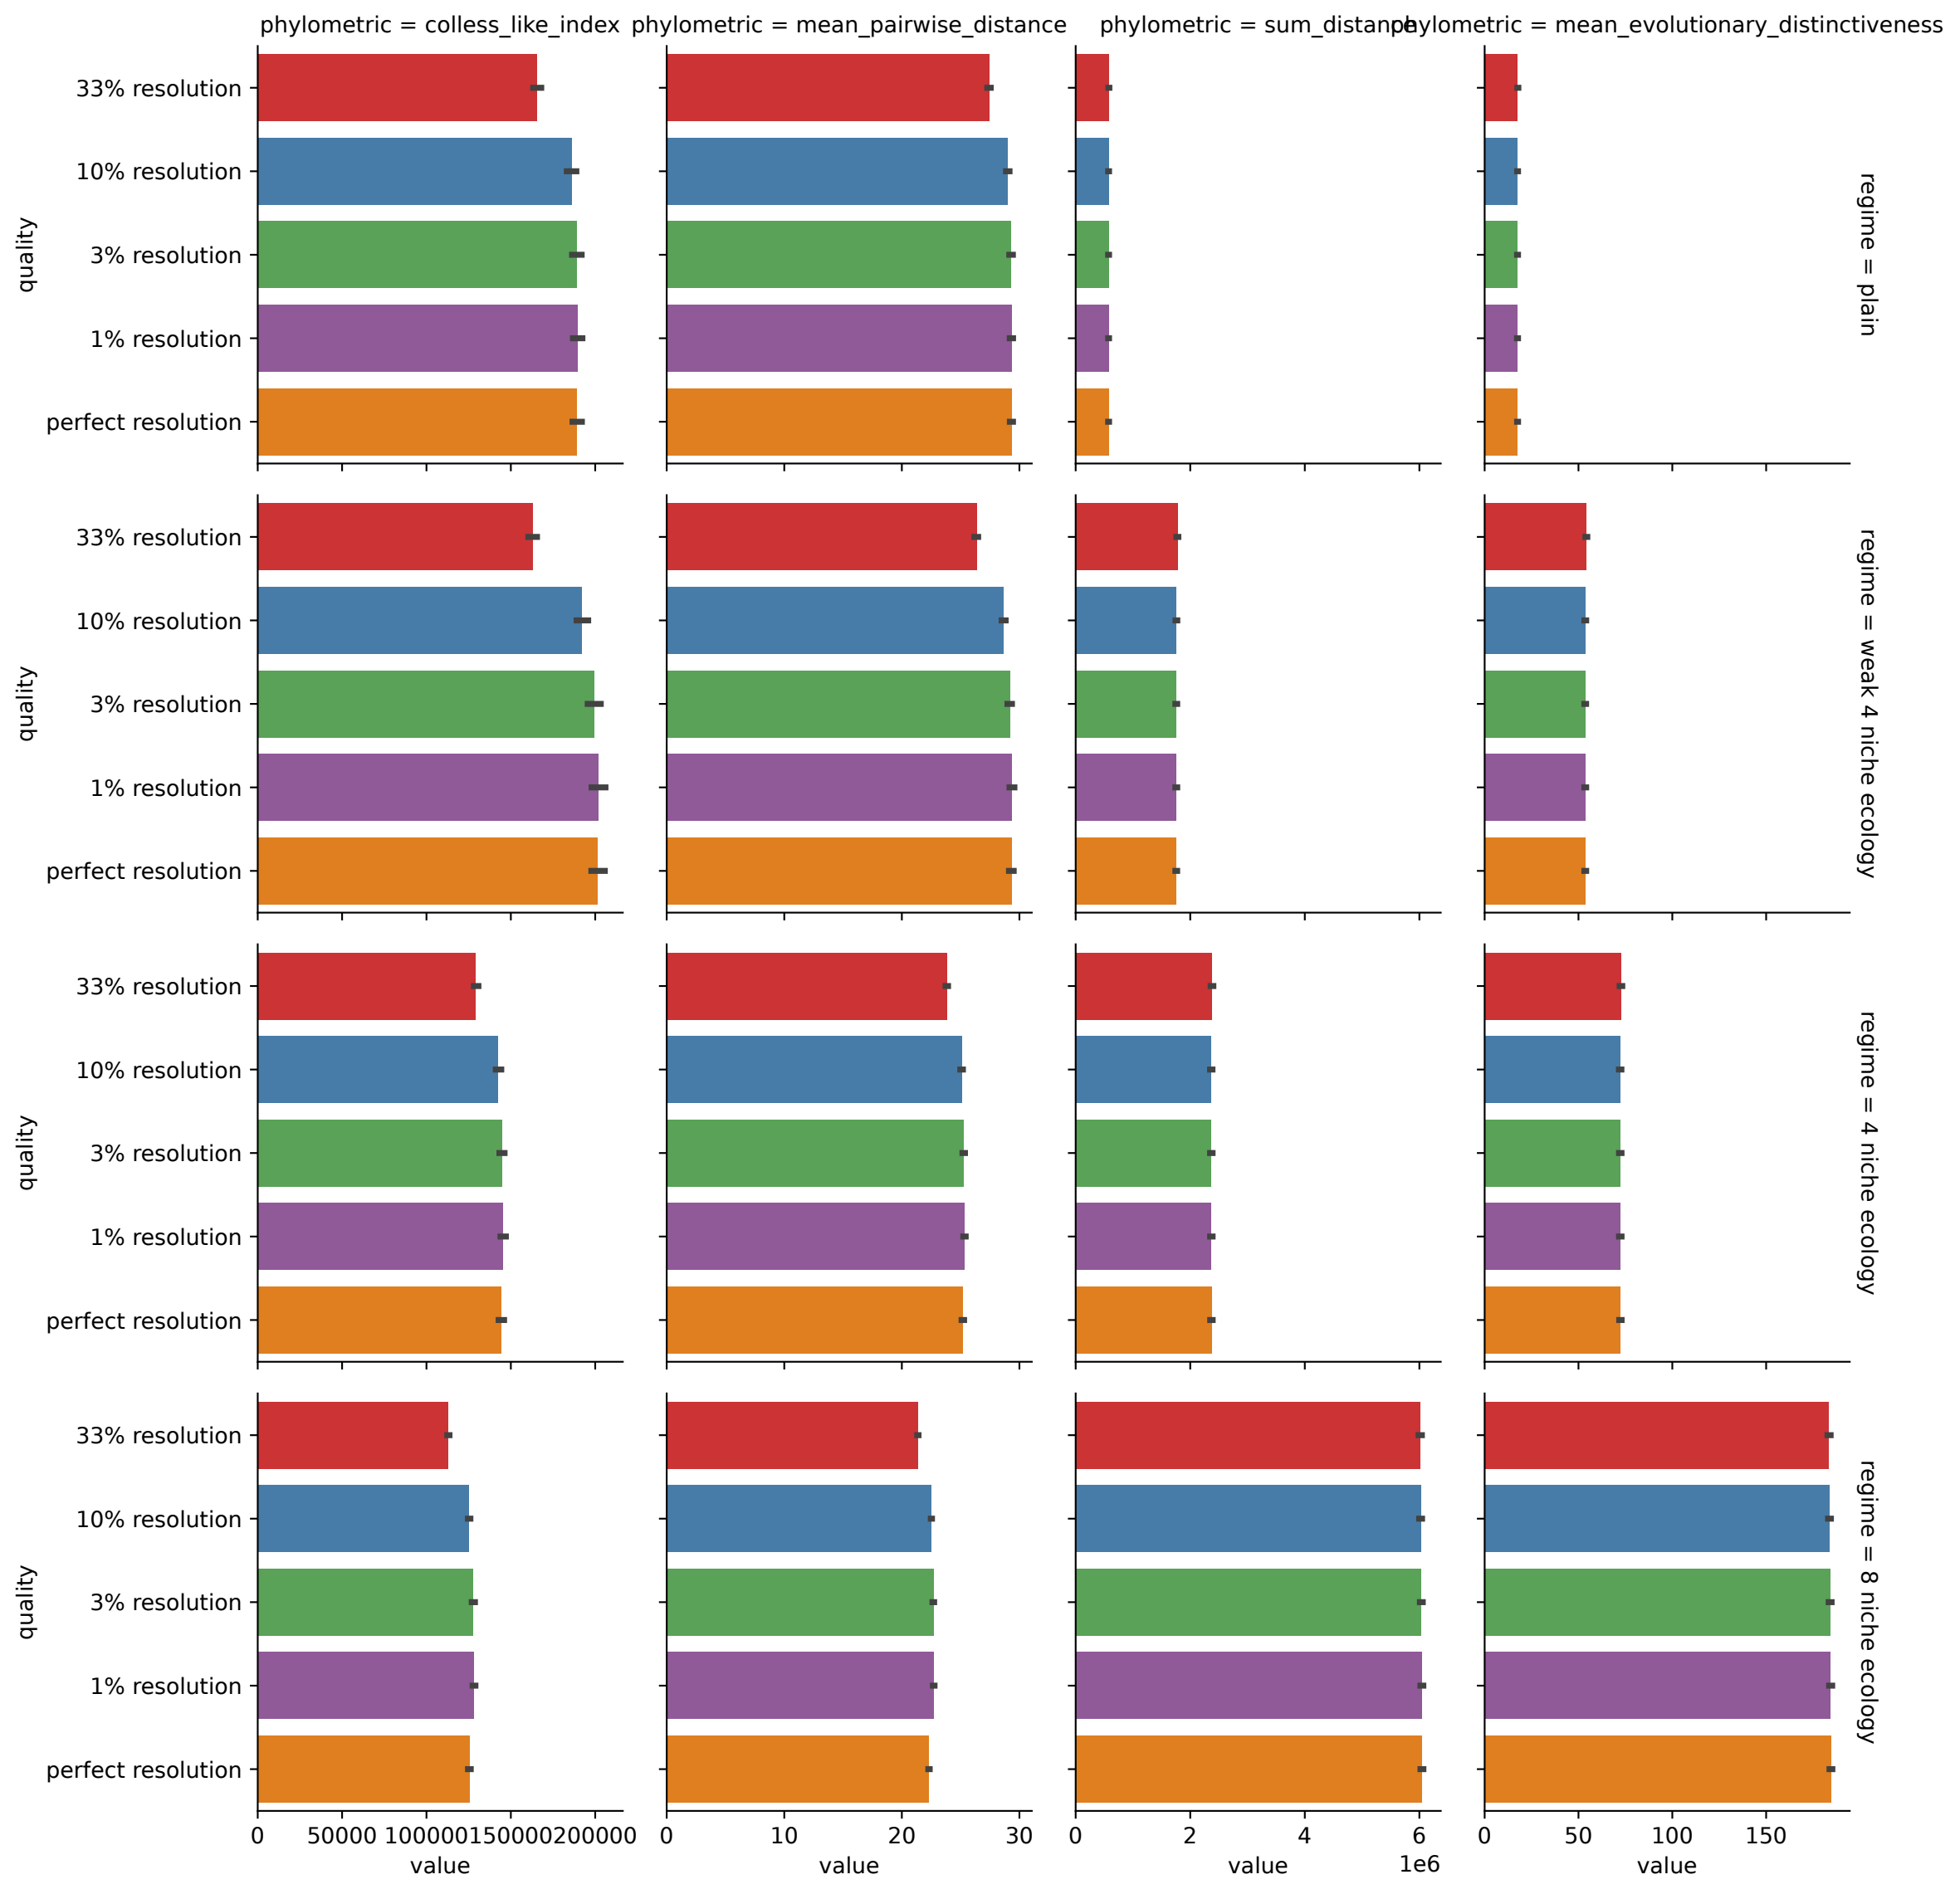 phylometric = colless_like_index
phylometric = mean_pairwise_distance
phylometric = sum_distance
phylometric = mean_evolutionary_distinctiveness
quality
33% resolution
10% resolution
3% resolution
1% resolution
perfect resolution
regime = plain
quality
33% resolution
10% resolution
3% resolution
1% resolution
perfect resolution
regime = weak 4 niche ecology
quality
33% resolution
10% resolution
3% resolution
1% resolution
perfect resolution
regime = 4 niche ecology
quality
33% resolution
10% resolution
3% resolution
1% resolution
perfect resolution
regime = 8 niche ecology
0 50000 100000 150000 200000
value
0 10 20 30
value
0 2 4 6
1e6
value
0 50 100 150
value